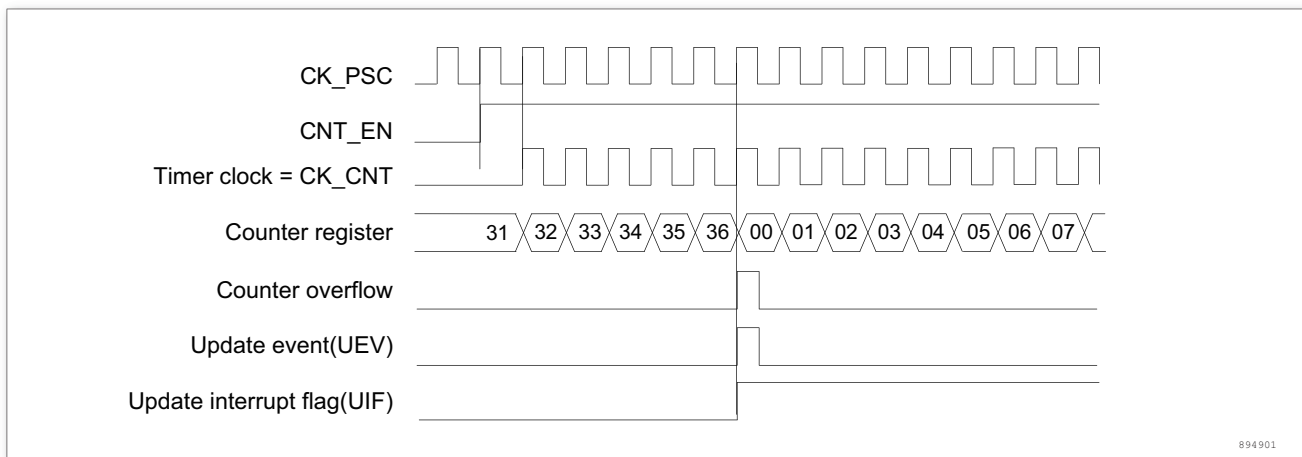 CK_PSC
CNT_EN
Timer clock = CK_CNT
Counter register 31 32 33 34 35 36 00 01 02 03 04 05 06 07
Counter overflow
Update event(UEV)
Update interrupt flag(UIF)
894901